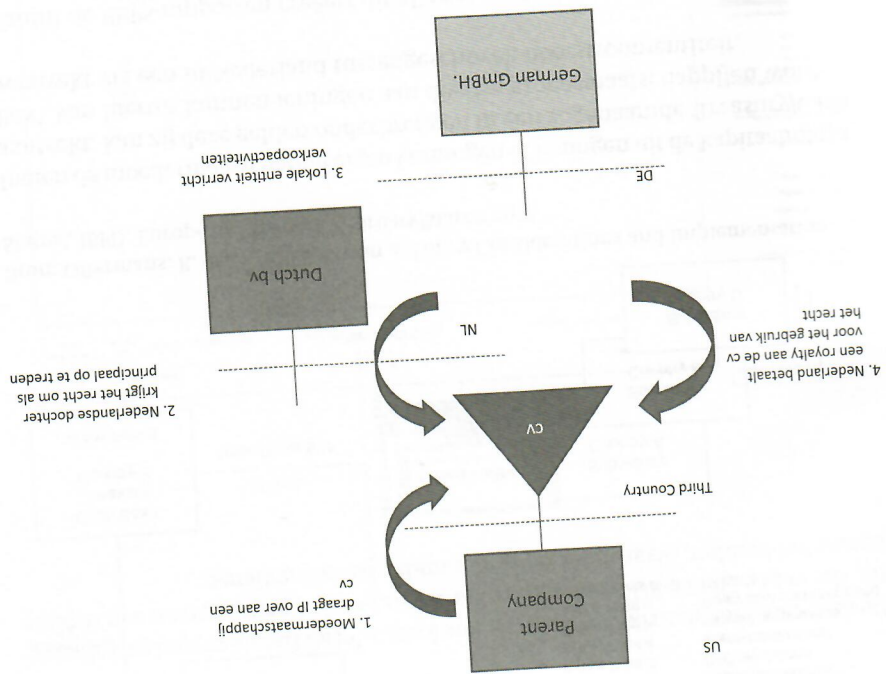 US
Parent
Company
1. Moedermaatschappij
draagt IP over aan een
cv
Third Country
cv
4. Nederland betaalt
een royalty aan de cv
voor het gebruik van
het recht
2. Nederlandse dochter
krijgt het recht om als
principaal op te treden
NL
Dutch bv
DE
3. Lokale entiteit verricht
verkoopactiviteiten
German GmBH.